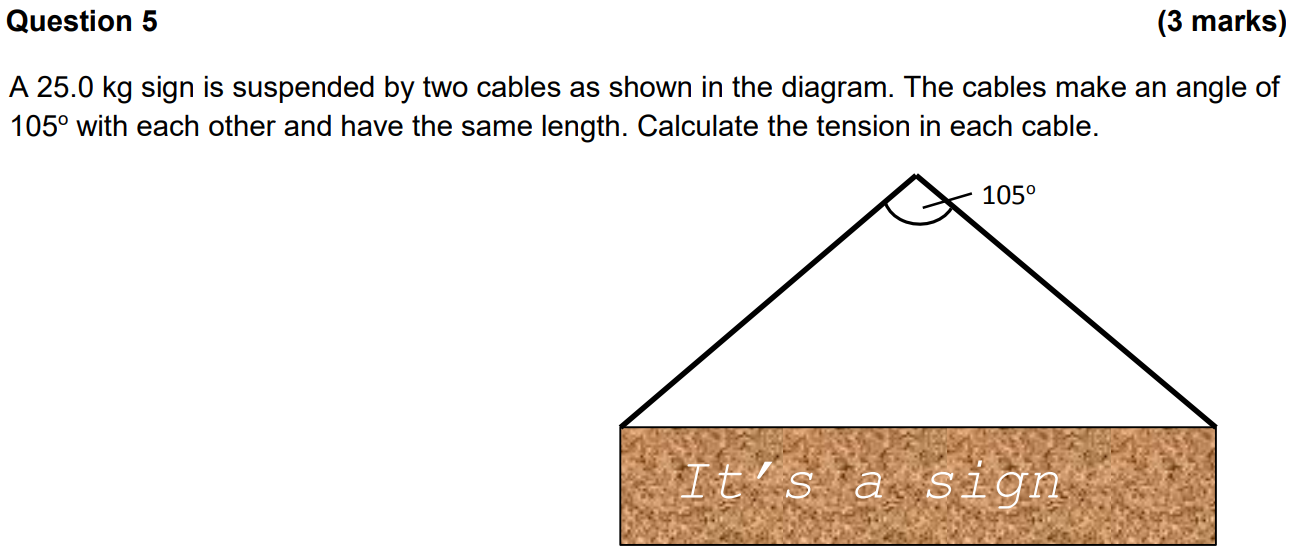 Question 5 (3 marks)
A 25.0 kg sign is suspended by two cables as shown in the diagram. The cables make an angle of
105º with each other and have the same length. Calculate the tension in each cable.
105º
It's a sign